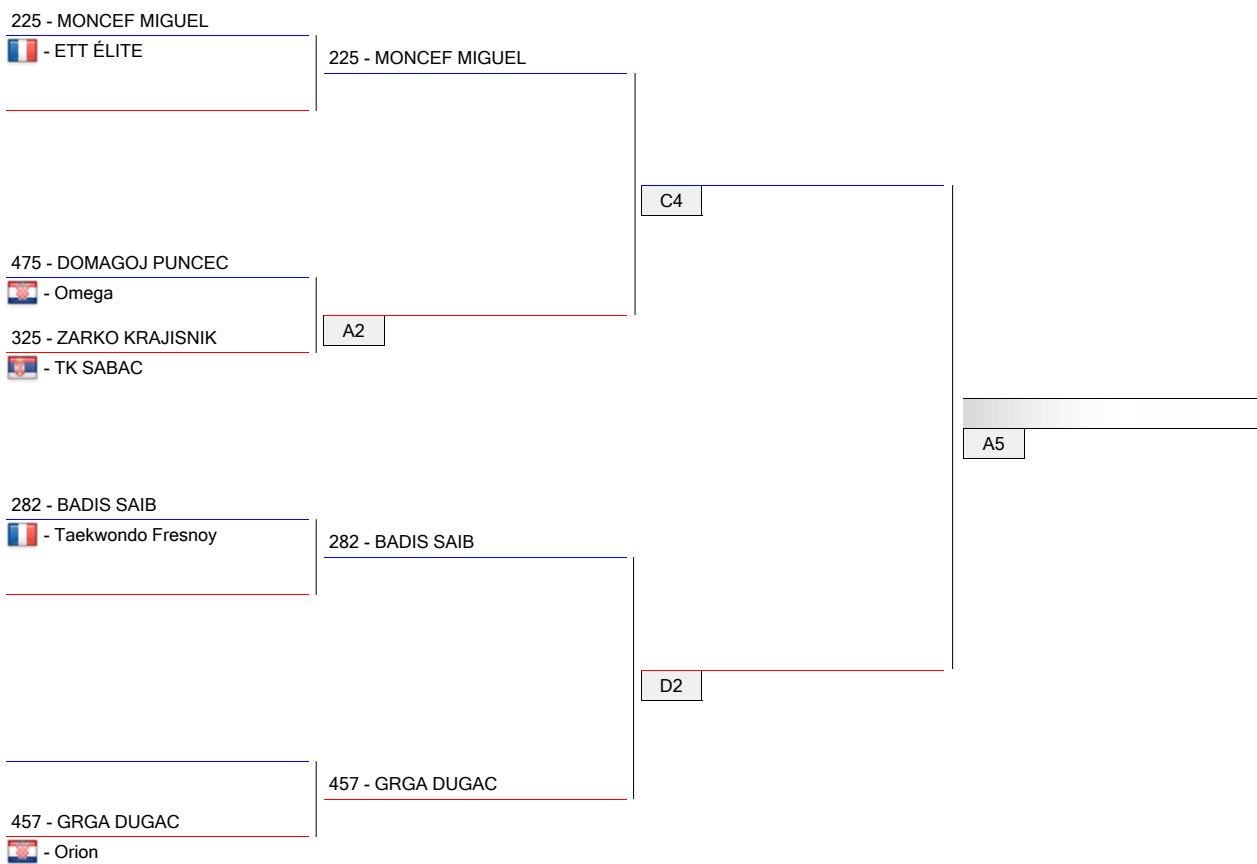 225 - MONCEF MIGUEL
- ETT ÉLITE
225 - MONCEF MIGUEL
C4
475 - DOMAGOJ PUNCEC
- Omega
325 - ZARKO KRAJISNIK
A2
- TK SABAC
A5
282 - BADIS SAIB
- Taekwondo Fresnoy
282 - BADIS SAIB
D2
457 - GRGA DUGAC
457 - GRGA DUGAC
- Orion